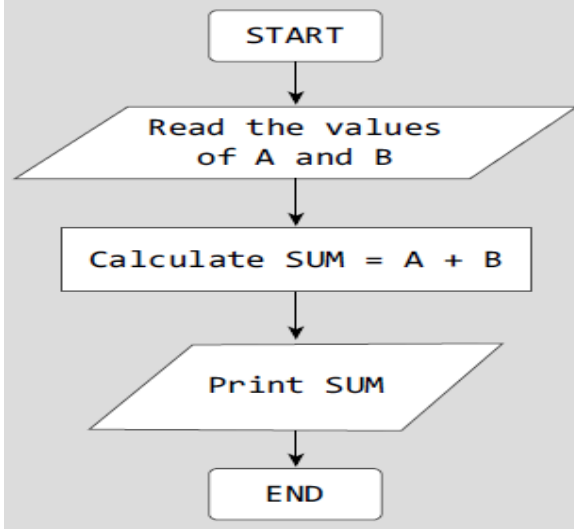 START
Read the values
of A and B
Calculate SUM = A + B
Print SUM
END